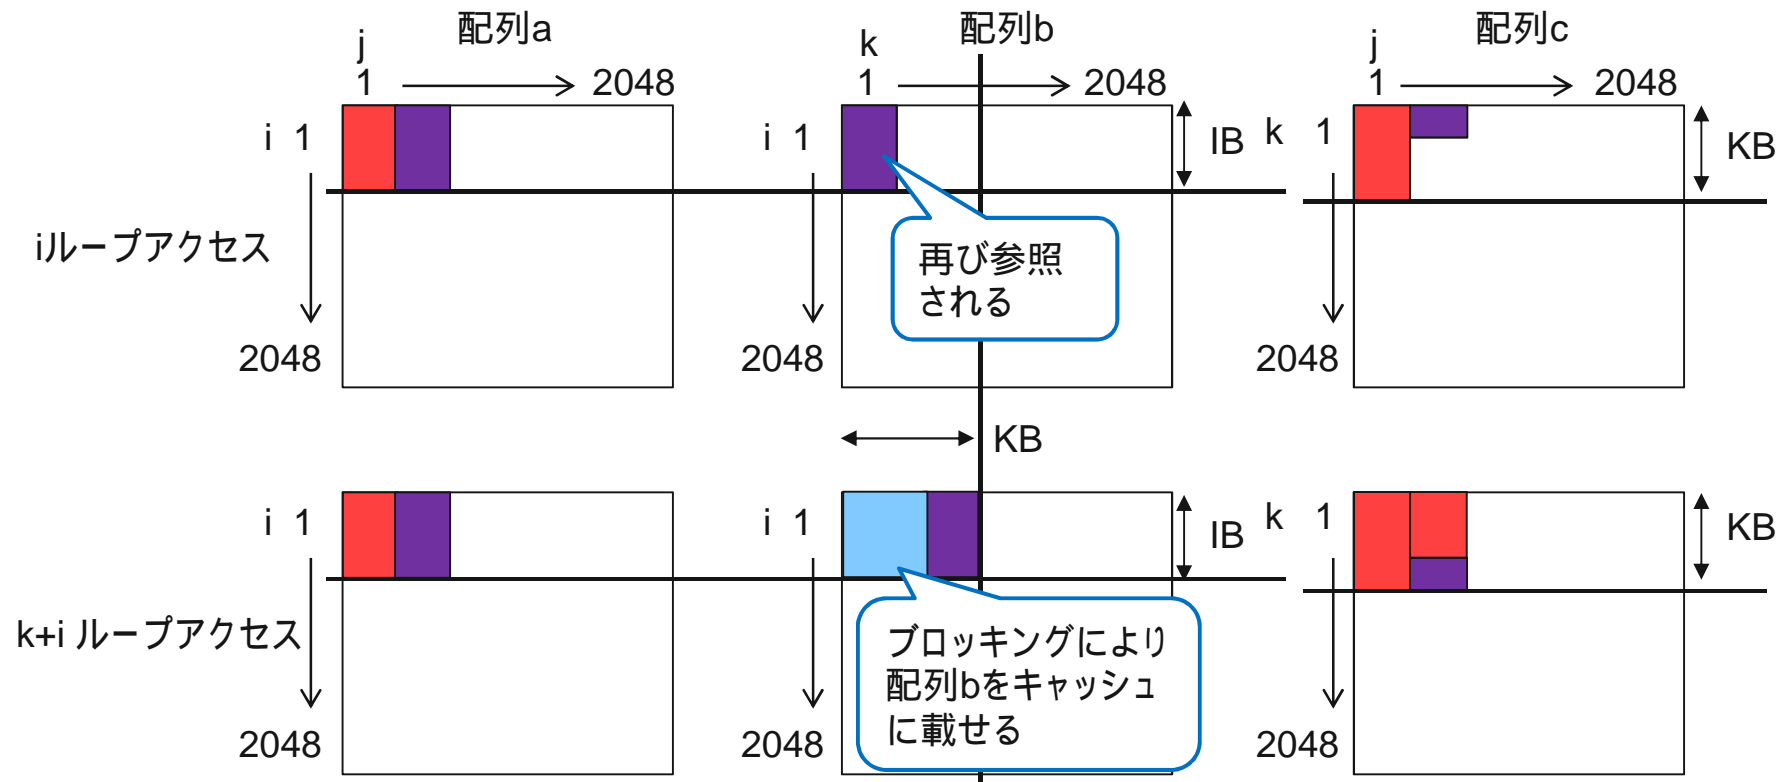 配列a
配列b
配列c
j
k
j
1
2048
1
2048
1
2048
i 1
i 1
IB
k 1
KB
iループアクセス
再び参照
される
2048
2048
2048
KB
i 1
i 1
IB
k 1
KB
k+i ループアクセス
ブロッキングにより
配列bをキャッシュ
に載せる
2048
2048
2048